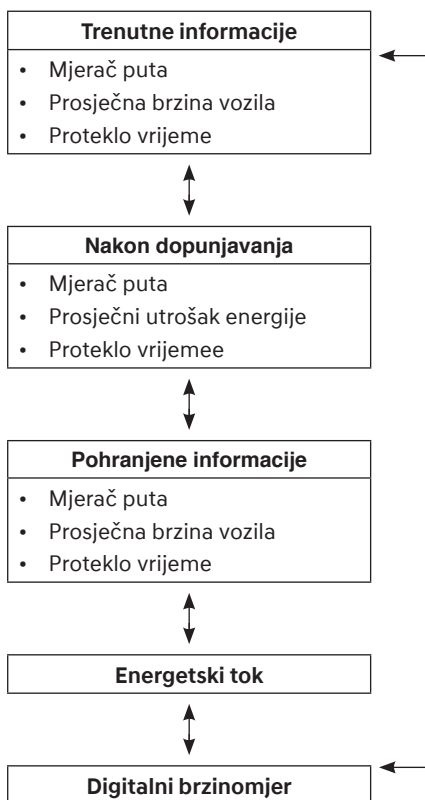 Trenutne informacije
• Mjerač puta
• Prosječna brzina vozila
• Proteklo vrijeme
Nakon dopunjavanja
• Mjerač puta
• Prosječni utrošak energije
• Proteklo vrijemee
Pohranjene informacije
• Mjerač puta
• Prosječna brzina vozila
• Proteklo vrijeme
Energetski tok
Digitalni brzinomjer